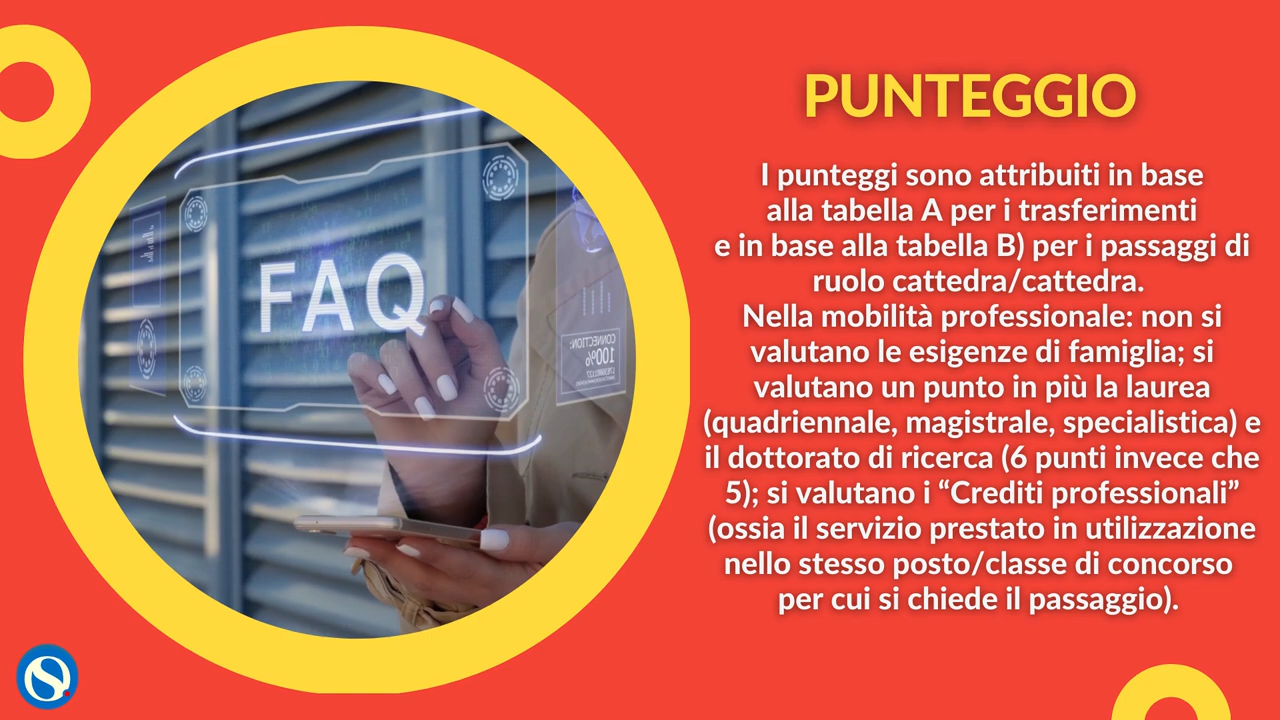 PUNTEGGIO
I punteggi sono attribuiti in base
alla tabella A per i trasferimenti
e in base alla tabella B) per i passaggi di
ruolo cattedra/cattedra.
Nella mobilità professionale: non si
valutano le esigenze di famiglia; si
valutano un punto in più la laurea
(quadriennale, magistrale, specialistica) e
il dottorato di ricerca (6 punti invece che
5); si valutano i “Crediti professionali”
(ossia il servizio prestato in utilizzazione
nello stesso posto/classe di concorso
per cui si chiede il passaggio).
FAQ
CONNECTION:
100%
S.